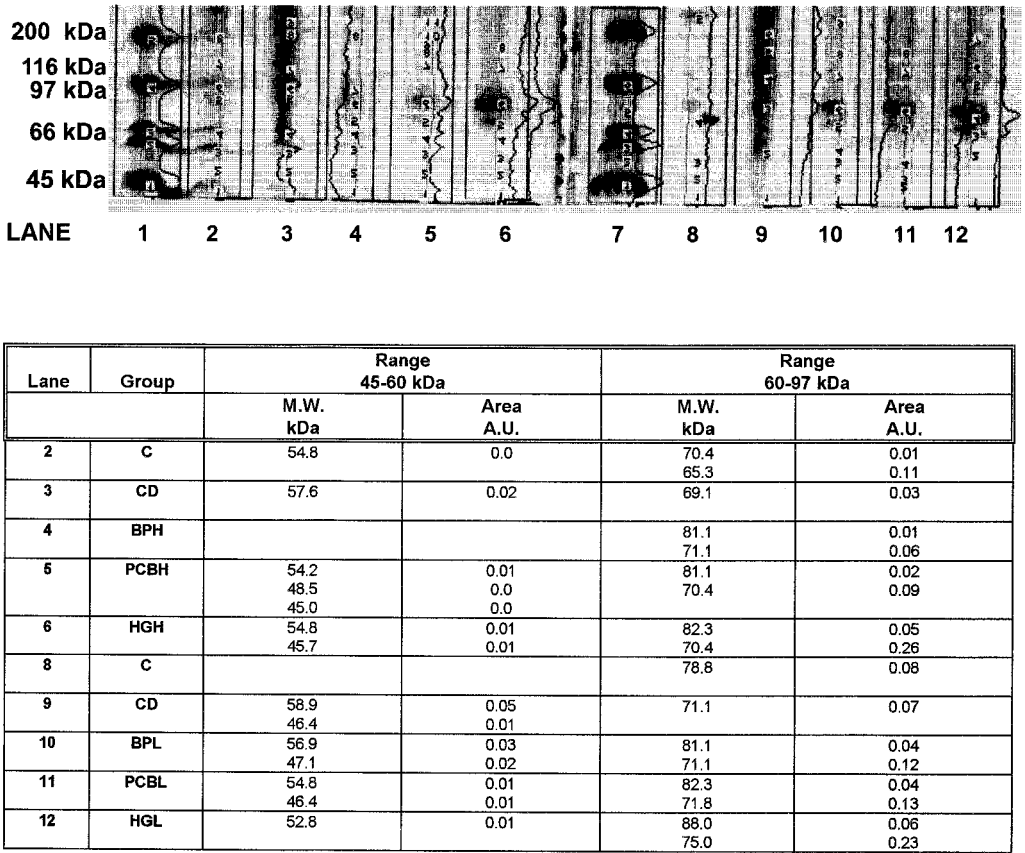 200 kDa
116 kDa
97 kDa
66 kDa
45 kDa
LANE 1 2 3 4 5 6 7 8 9 10 11 12
Range Range
Lane Group 45-60 kDa 60-97 kDa
M.W. Area M.W. Area
kDa A.U. kDa A.U.
2 C 54.8 0.0 70.4 0.01
65.3 0.11
3 CD 57.6 0.02 69.1 0.03
4 BPH 81.1 0.01
71.1 0.06
5 PCBH 54.2 0.01 81.1 0.02
48.5 0.0 70.4 0.09
45.0 0.0
6 HGH 54.8 0.01 82.3 0.05
45.7 0.01 70.4 0.26
8 C 78.8 0.08
9 CD 58.9 0.05 71.1 0.07
46.4 0.01
10 BPL 56.9 0.03 81.1 0.04
47.1 0.02 71.1 0.12
11 PCBL 54.8 0.01 82.3 0.04
46.4 0.01 71.8 0.13
12 HGL 52.8 0.01 88.0 0.06
75.0 0.23